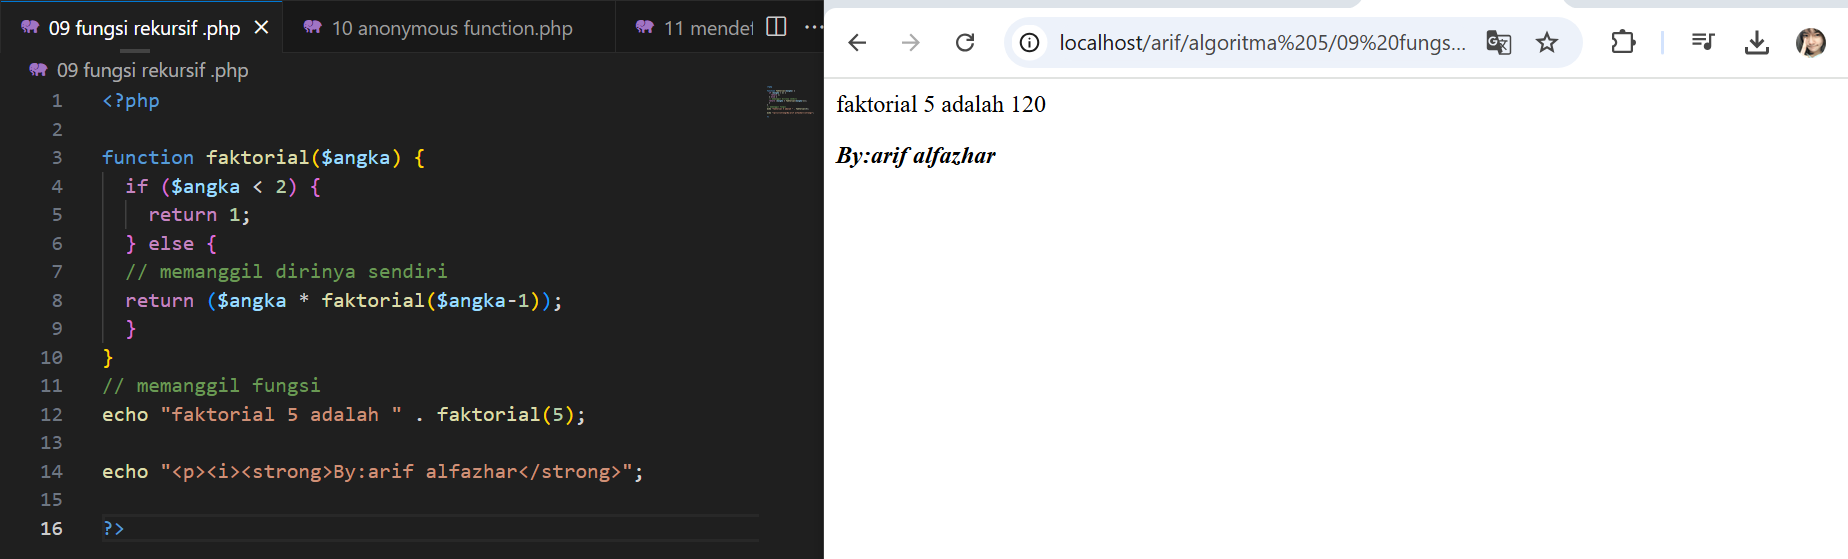 09 fungsi rekursif .php
10 anonymous function.php
11 mendef
···
09 fungsi rekursif .php
1 <?php
2
3 function faktorial($angka) {
4 if ($angka < 2) {
5 return 1;
6 } else {
7 // memanggil dirinya sendiri
8 return ($angka * faktorial($angka-1));
9 }
10 }
11 // memanggil fungsi
12 echo "faktorial 5 adalah " . faktorial(5);
13
14 echo "<p><i><strong>By:arif alfazhar</strong>";
15
16 ?>
localhost/arif/algoritma%205/09%20fungs...
faktorial 5 adalah 120
By:arif alfazhar